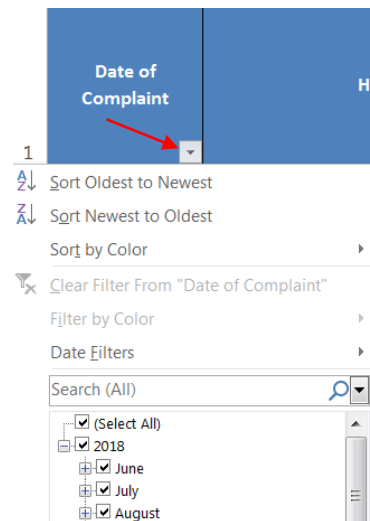 Date of
Complaint
H
1
Sort Oldest to Newest
Sort Newest to Oldest
Sort by Color
Clear Filter From "Date of Complaint"
Filter by Color
Date Filters
Search (All)
(Select All)
2018
June
July
August